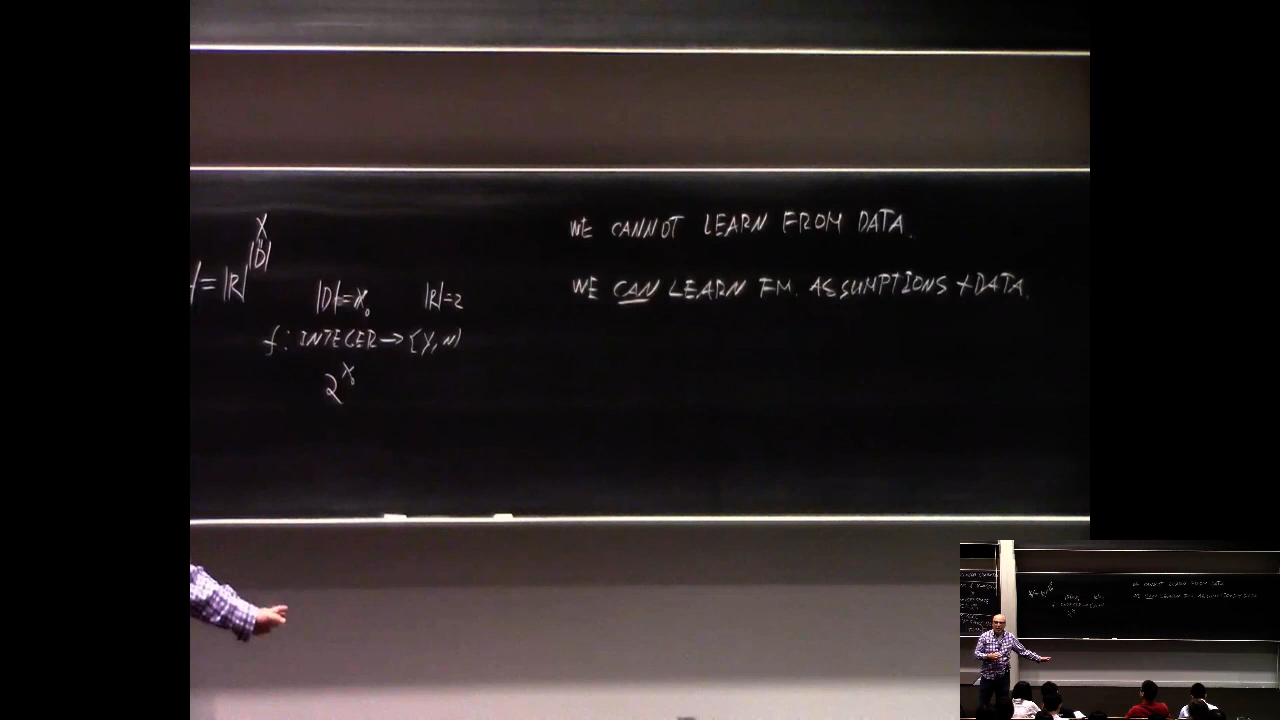 X
"
|D|
= |R|
|D|=ℵ₀ |R|=2
f: INTEGER → {Y, N}
2^ℵ₀
WE CANNOT LEARN FROM DATA.
WE CAN LEARN FM. ASSUMPTIONS + DATA.